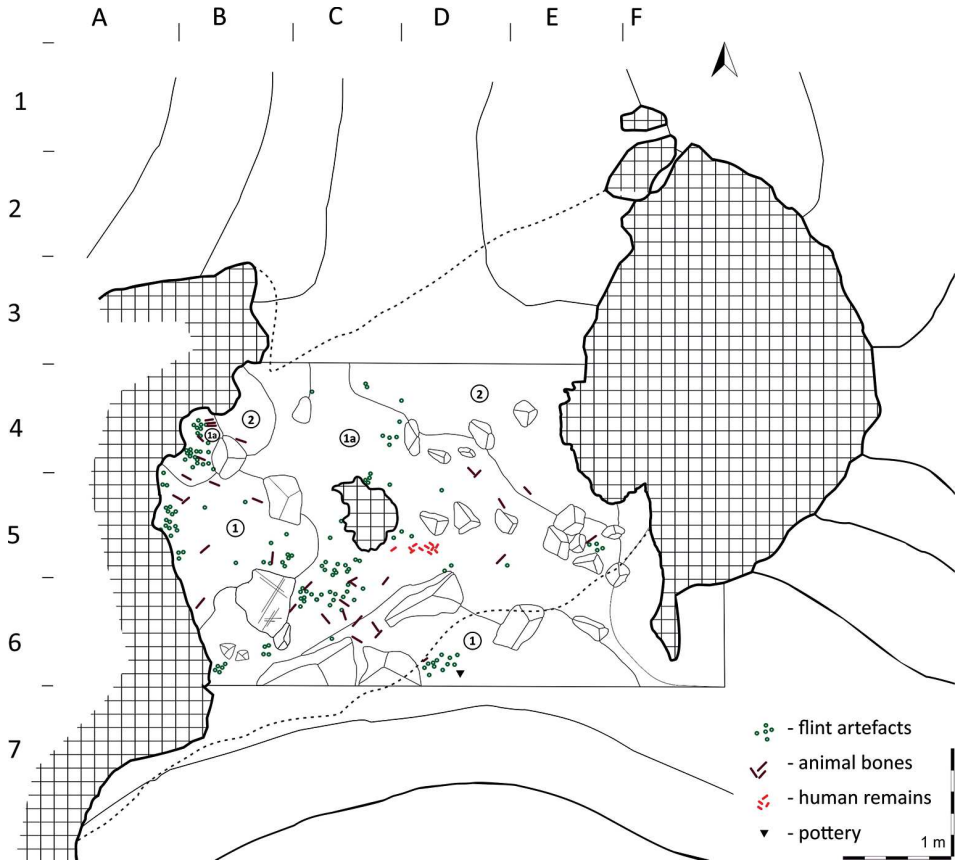 A B C D E F
1
2
3
4
5
6
7
2
2
1a
1a
1
1
- flint artefacts
- animal bones
- human remains
- pottery
1 m